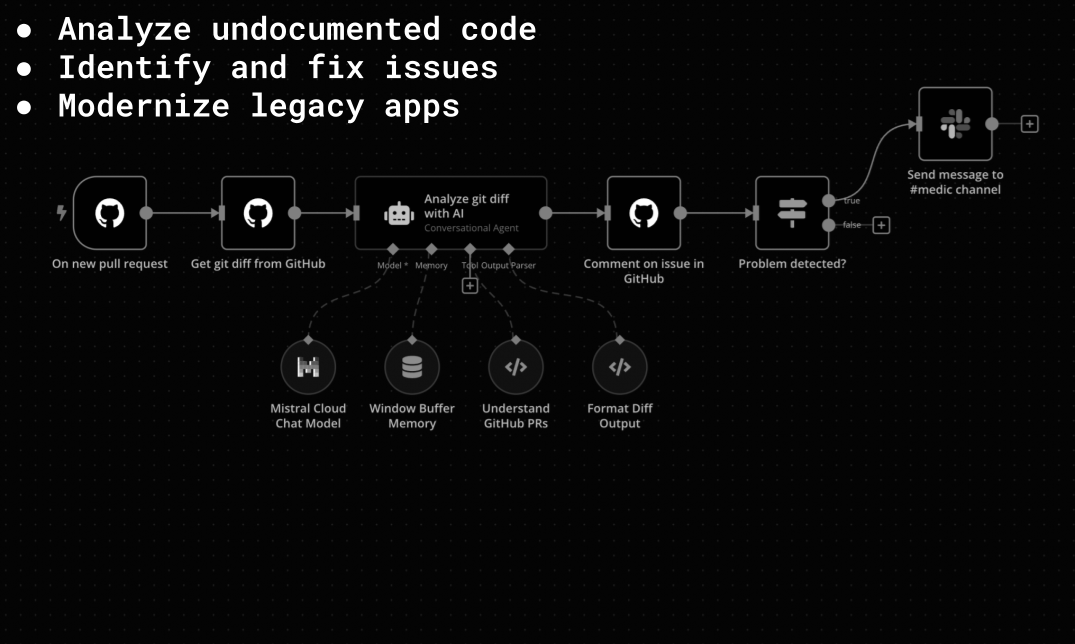 ● Analyze undocumented code
● Identify and fix issues
● Modernize legacy apps
Send message to
#medic channel
On new pull request
Get git diff from GitHub
Analyze git diff
with AI
Conversational Agent
Model *
Memory
Tool
Output Parser
Comment on issue in
GitHub
Problem detected?
true
false
Mistral Cloud
Chat Model
Window Buffer
Memory
Understand
GitHub PRs
Format Diff
Output